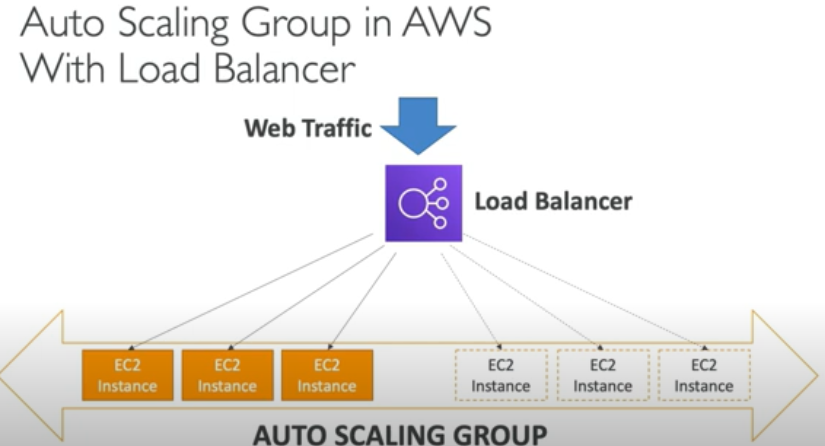 Auto Scaling Group in AWS
With Load Balancer
Web Traffic
Load Balancer
EC2
Instance
EC2
Instance
EC2
Instance
EC2
Instance
EC2
Instance
EC2
Instance
AUTO SCALING GROUP